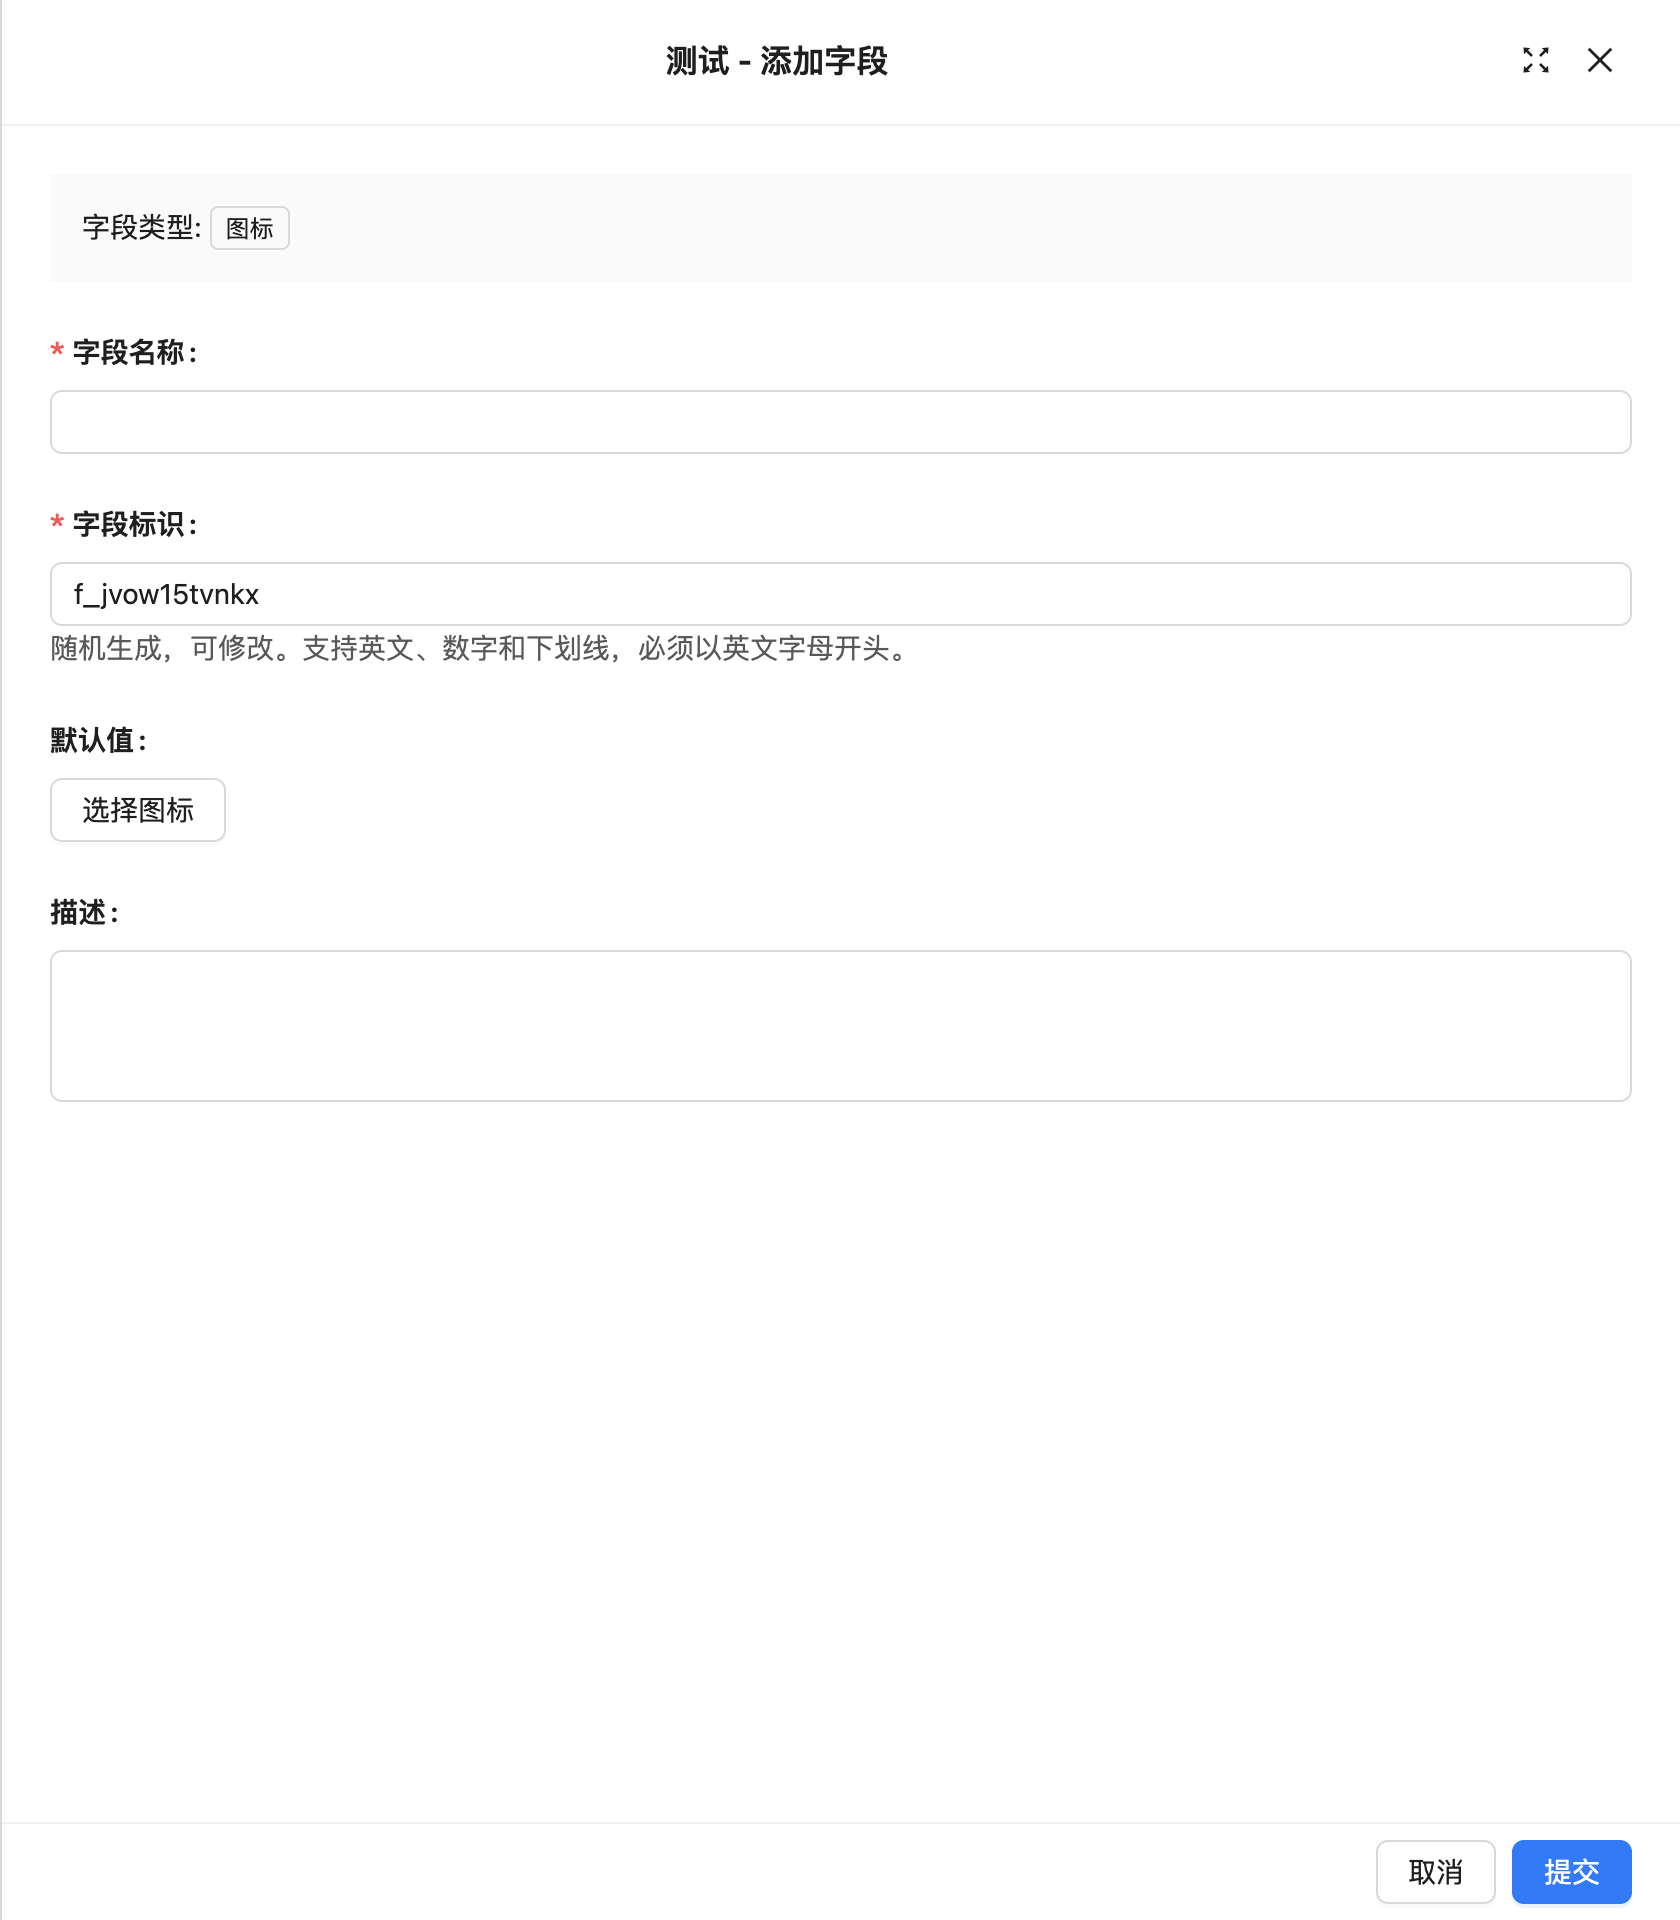 测试 - 添加字段
字段类型: 图标
* 字段名称:
* 字段标识:
f_jvow15tvnkx
随机生成，可修改。支持英文、数字和下划线，必须以英文字母开头。
默认值:
选择图标
描述:
取消 提交